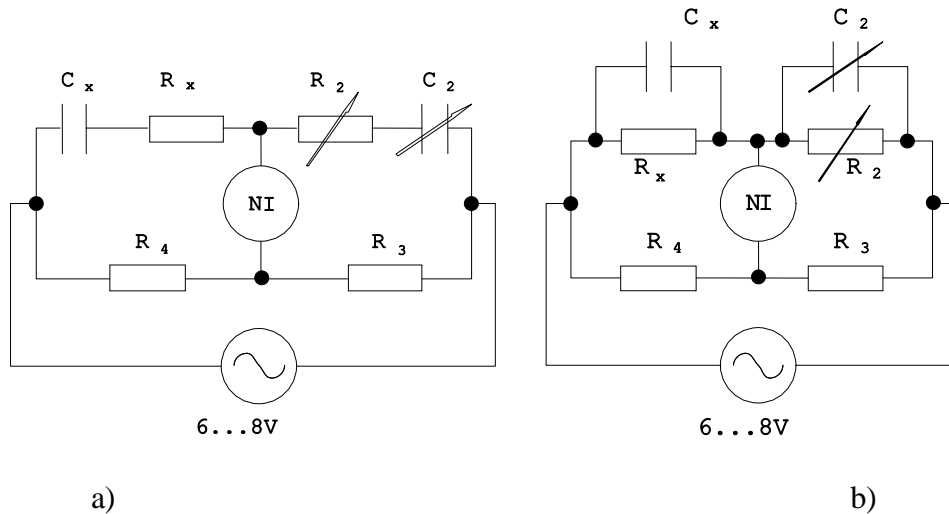 C x R x R 2 C 2
NI
R 4 R 3
6...8V
a)
C x C 2
R x R 2
NI
R 4 R 3
6...8V
b)